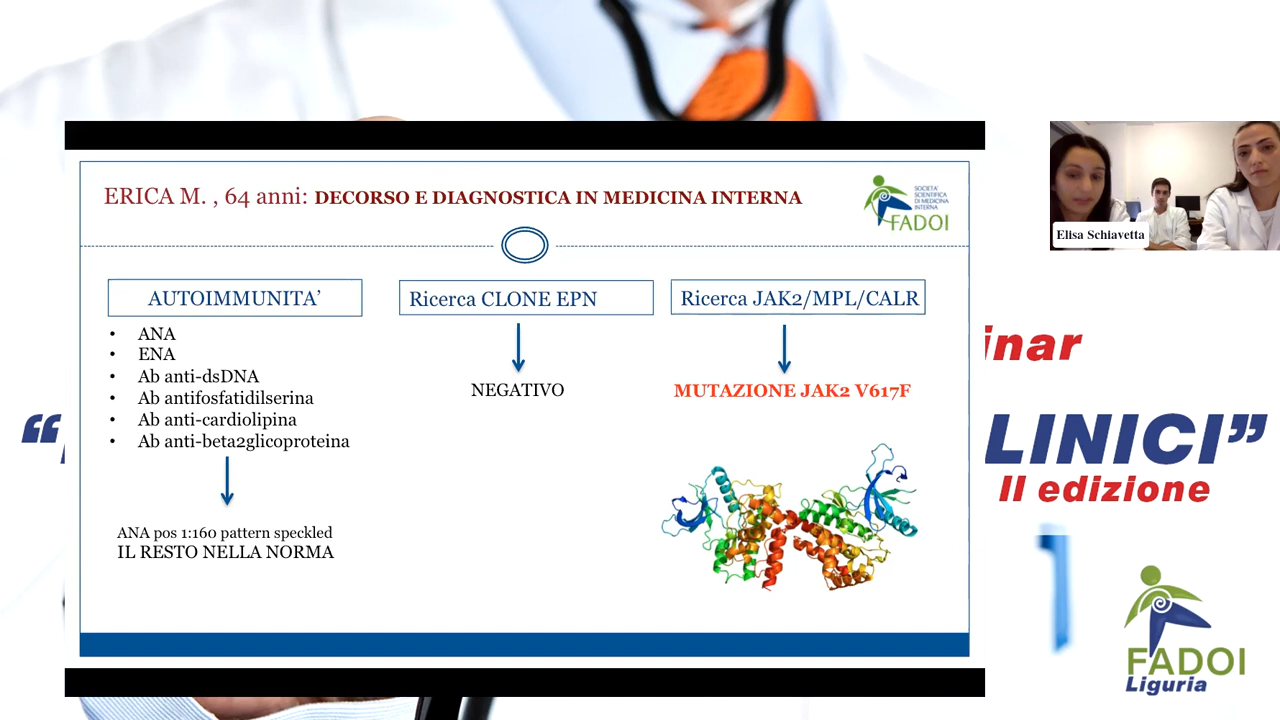 ERICA M. , 64 anni: DECORSO E DIAGNOSTICA IN MEDICINA INTERNA
SOCIETA'
SCIENTIFICA
DI MEDICINA
INTERNA
FADOI
AUTOIMMUNITA’
• ANA
• ENA
• Ab anti-dsDNA
• Ab antifosfatidilserina
• Ab anti-cardiolipina
• Ab anti-beta2glicoproteina
ANA pos 1:160 pattern speckled
IL RESTO NELLA NORMA
Ricerca CLONE EPN
NEGATIVO
Ricerca JAK2/MPL/CALR
MUTAZIONE JAK2 V617F
Elisa Schiavetta
inar
“
LINICI”
II edizione
FADOI
Liguria